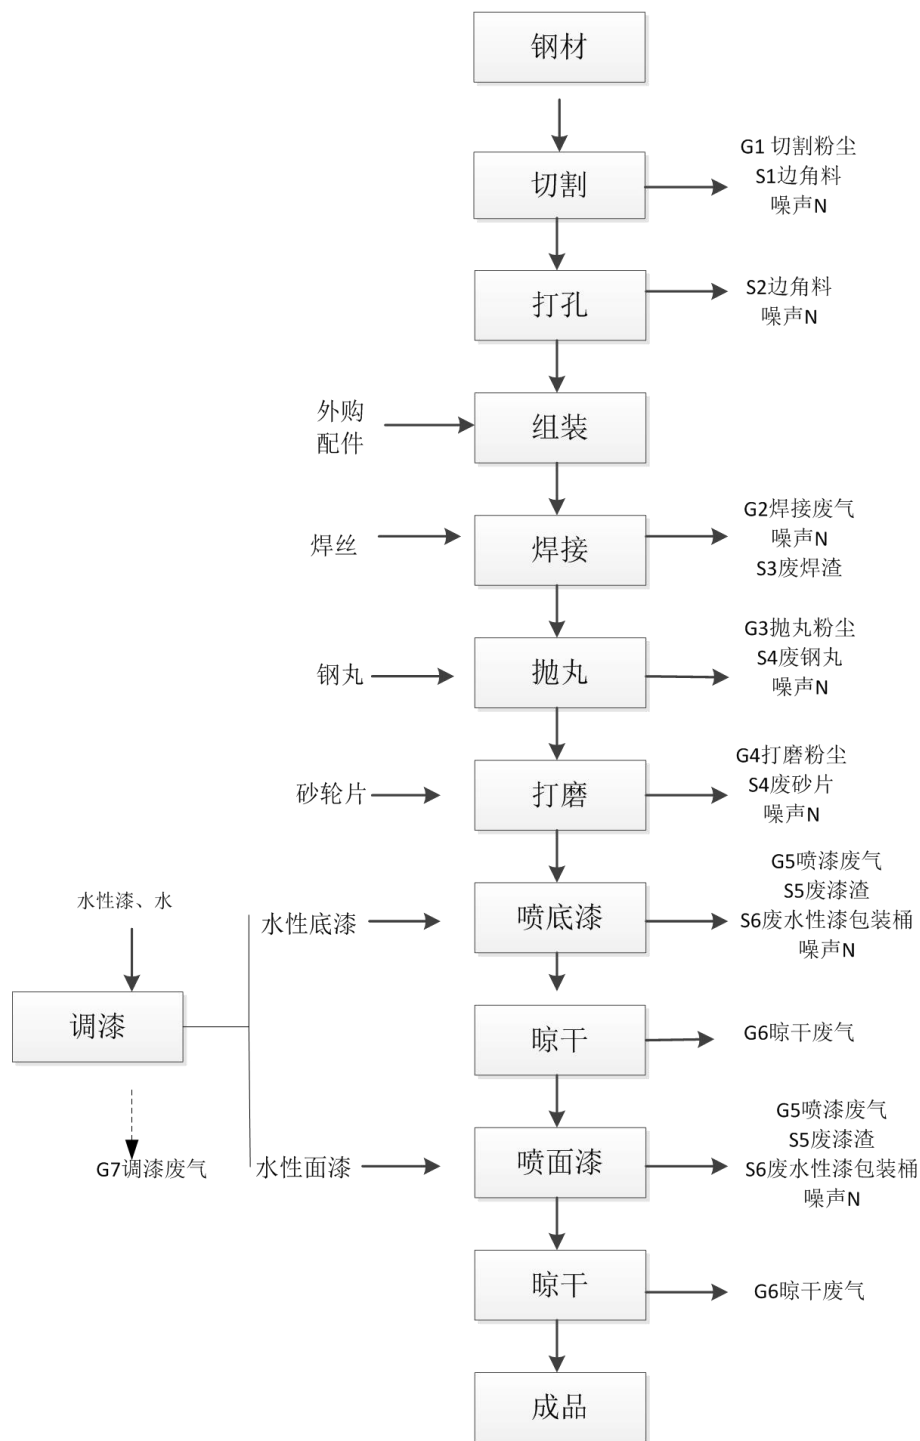 钢材
G1 切割粉尘
S1边角料
噪声N
切割
S2边角料
噪声N
打孔
外购
配件
组装
G2焊接废气
噪声N
S3废焊渣
焊丝
焊接
G3抛丸粉尘
S4废钢丸
噪声N
钢丸
抛丸
G4打磨粉尘
S4废砂片
噪声N
砂轮片
打磨
G5喷漆废气
S5废漆渣
S6废水性漆包装桶
噪声N
水性漆、水
水性底漆
喷底漆
调漆
晾干
G6晾干废气
G5喷漆废气
S5废漆渣
S6废水性漆包装桶
噪声N
G7调漆废气
水性面漆
喷面漆
晾干
G6晾干废气
成品